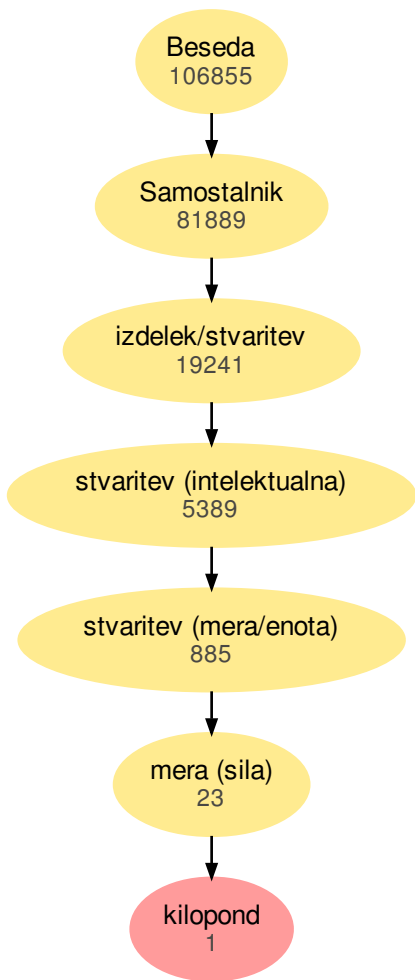 Beseda
106855
Samostalnik
81889
izdelek/stvaritev
19241
stvaritev (intelektualna)
5389
stvaritev (mera/enota)
885
mera (sila)
23
kilopond
1